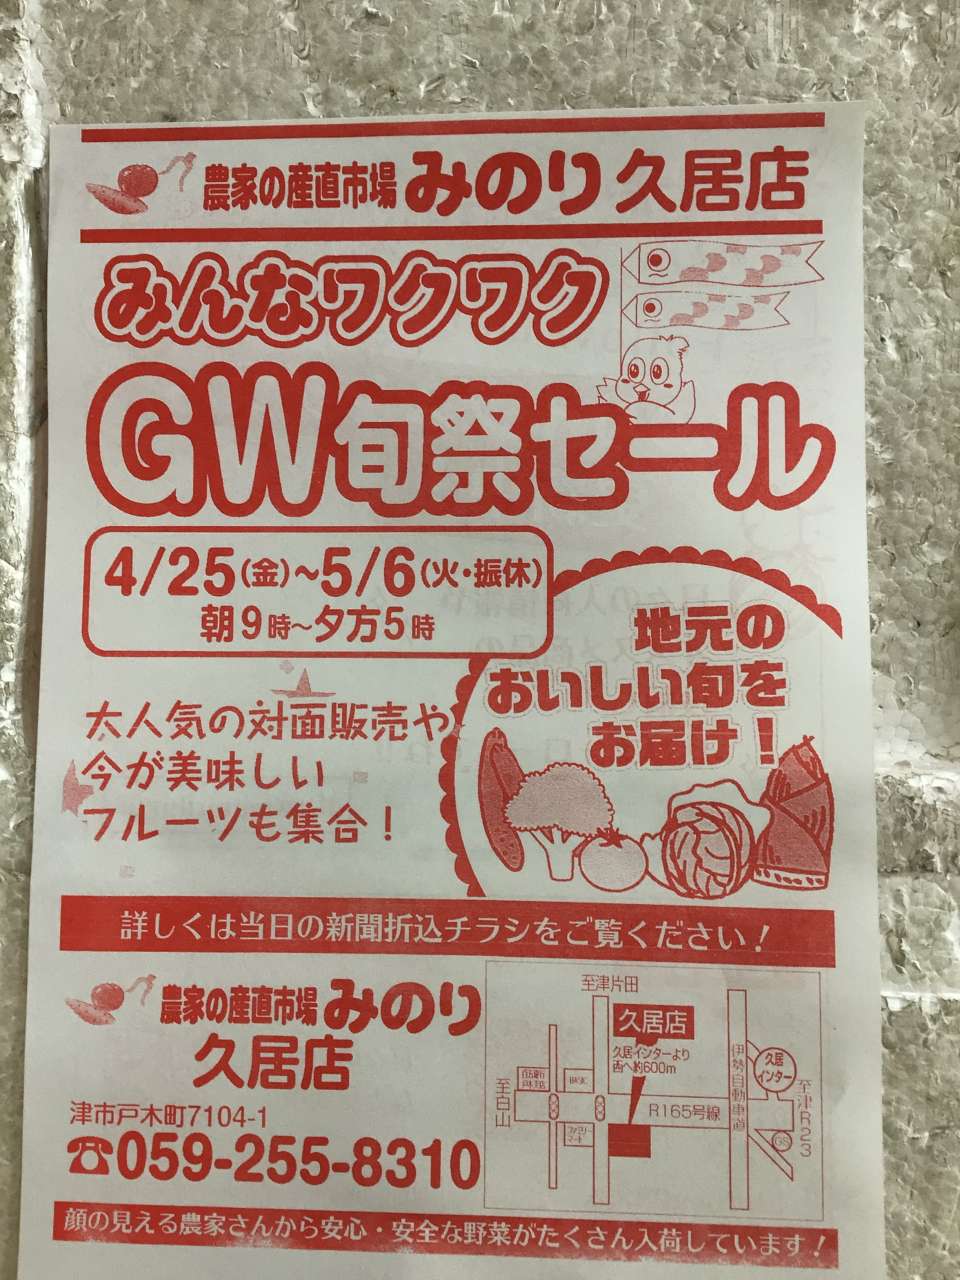 農家の産直市場 みのり 久居店
みんなワクワク
GW旬祭セール
4/25(金)~5/6(火・振休)
朝9時~夕方5時
地元の
おいしい旬を
お届け!
大人気の対面販売や
今が美味しい
フルーツも集合!
詳しくは当日の新聞折込チラシをご覧ください!
農家の産直市場 みのり
久居店
津市戸木町7104-1
☎059-255-8310
至津片田
久居店
久居インターより
西へ約600m
至白山
BASIC
ファミリー
マート
R165号線
伊勢自動車道
久居
インター
至津R23
GS
顔の見える農家さんから安心・安全な野菜がたくさん入荷しています!